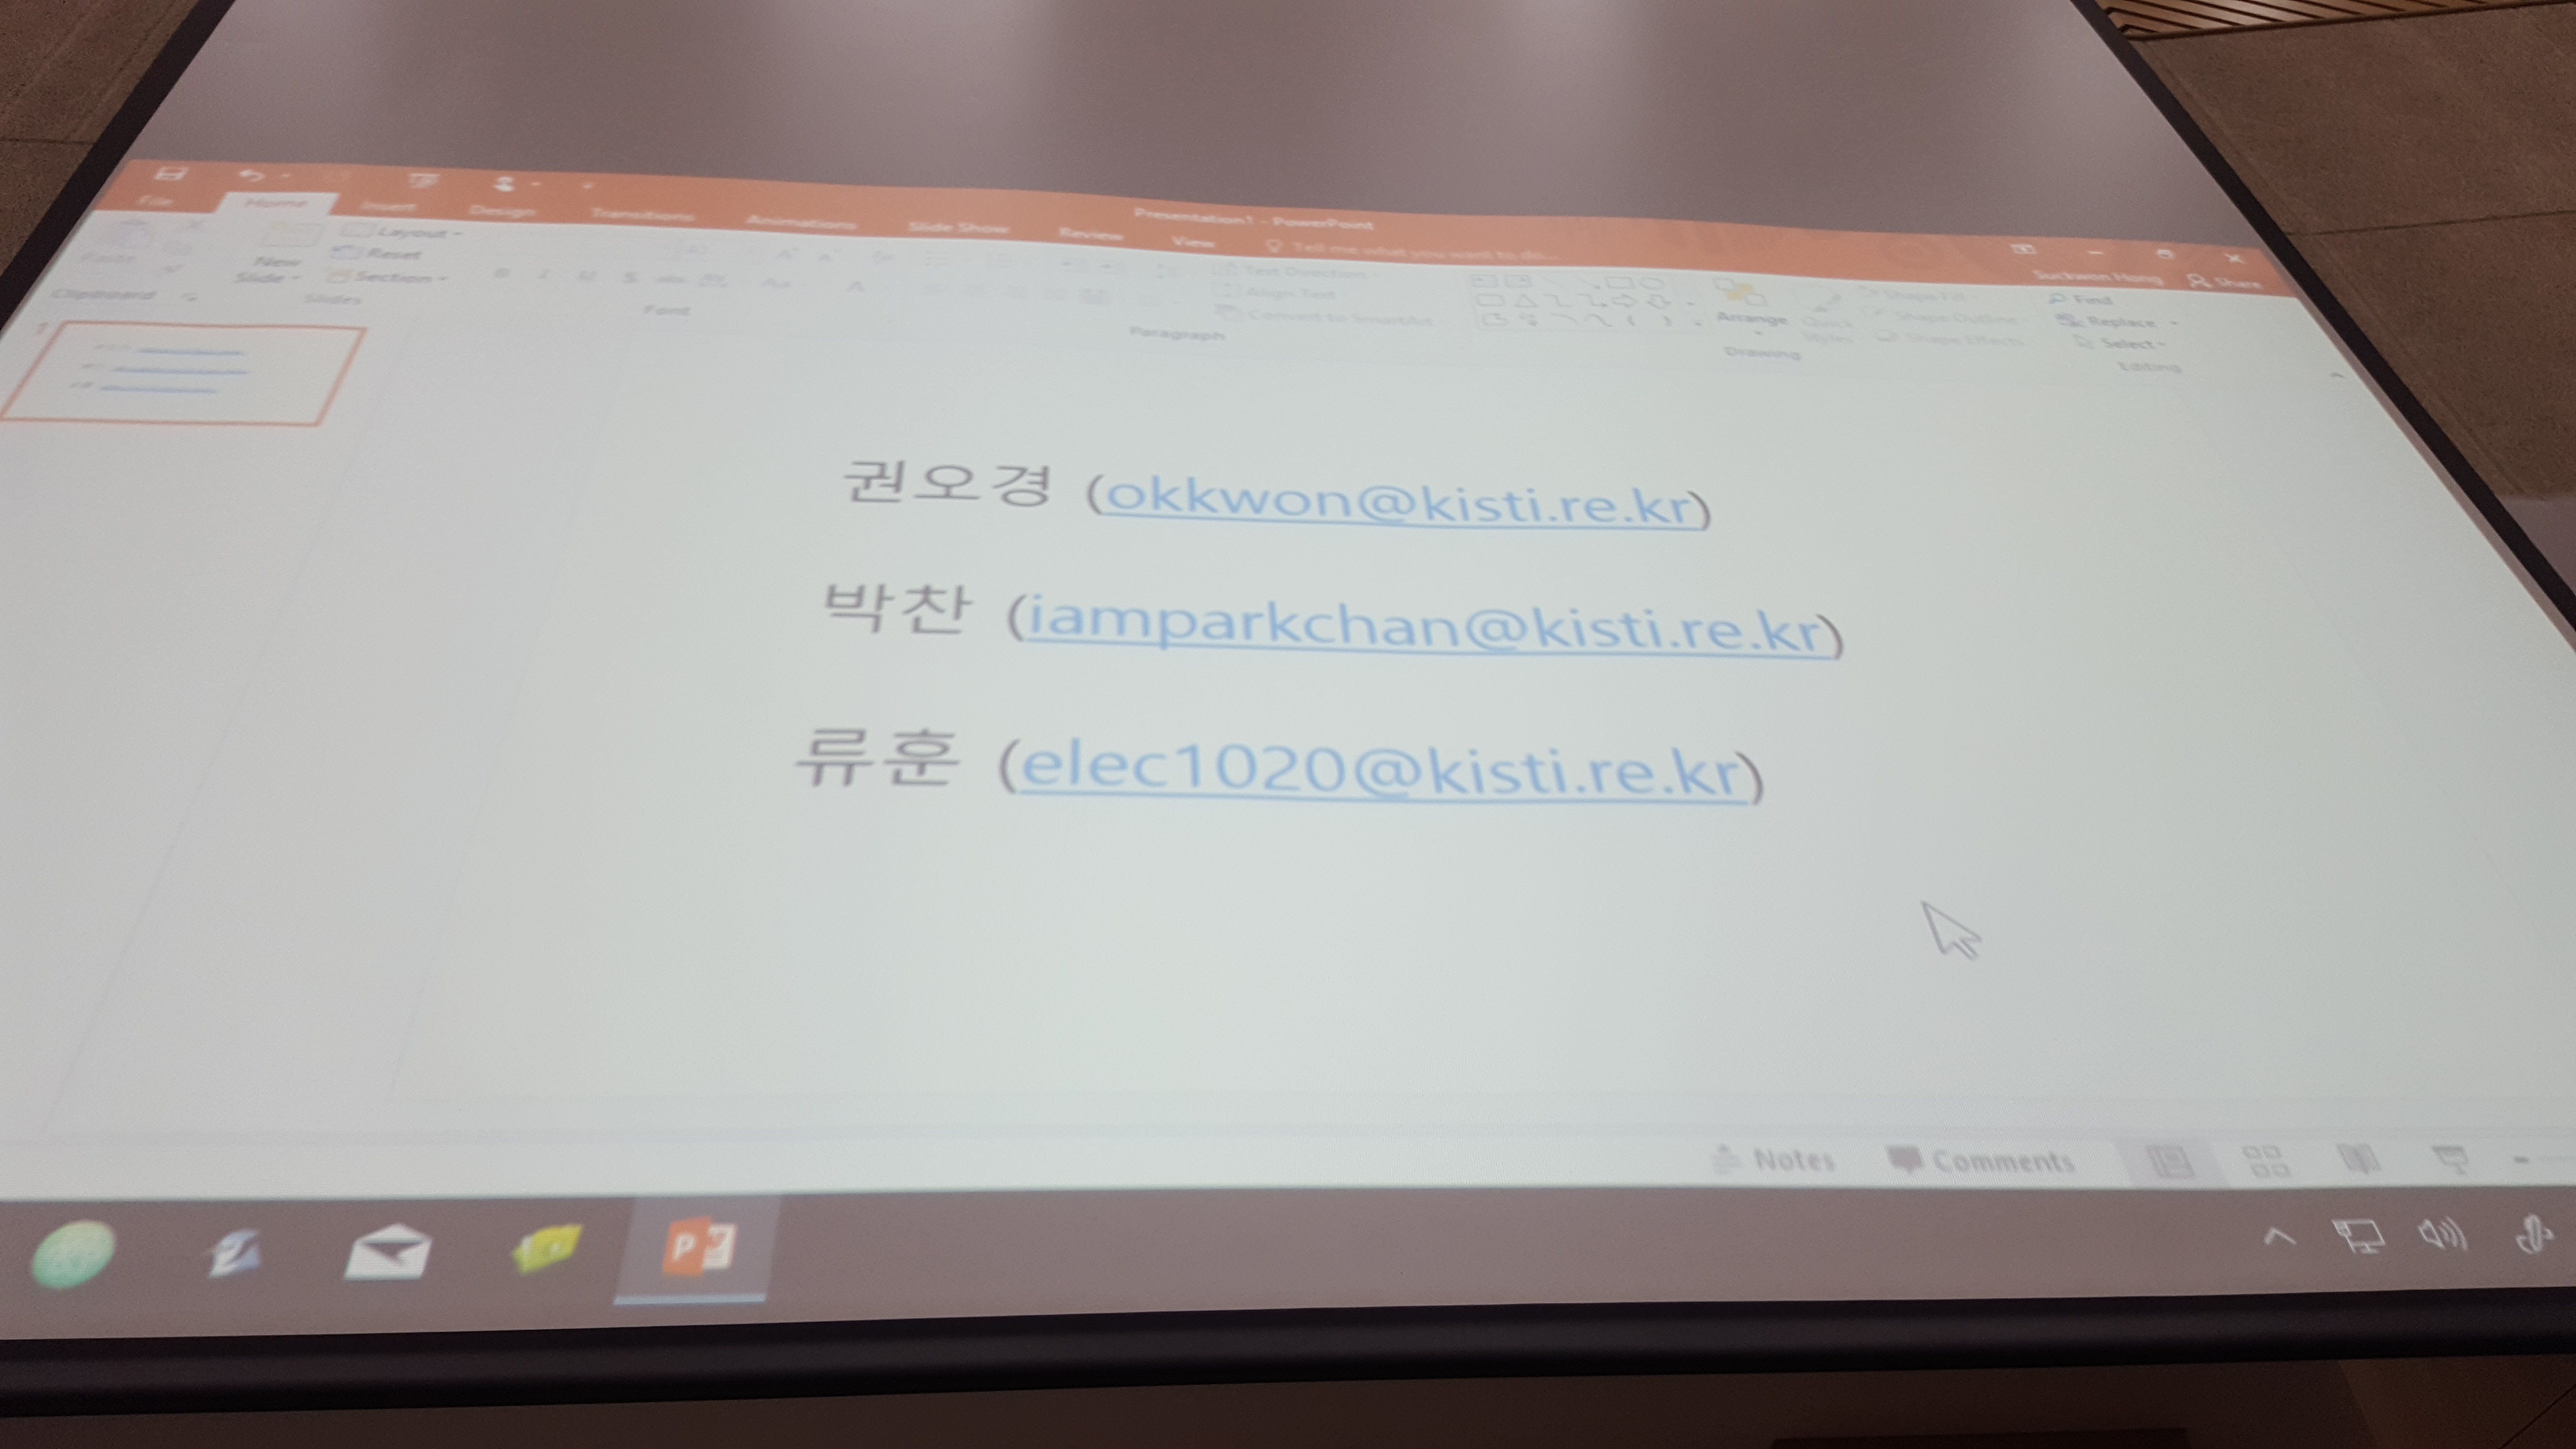 Presentation1 - PowerPoint
File Home Insert Design Transitions Animations Slide Show Review View Tell me what you want to do...
Share
Paste
New Slide
Layout
Reset
Section
Text Direction
Align Text
Convert to SmartArt
Arrange
Quick Styles
Shape Fill
Shape Outline
Shape Effects
Find
Replace
Select
Clipboard Slides Font Paragraph Drawing Editing
1
권오경 (okkwon@kisti.re.kr)
박찬 (iamparkchan@kisti.re.kr)
류훈 (elec1020@kisti.re.kr)
Notes Comments